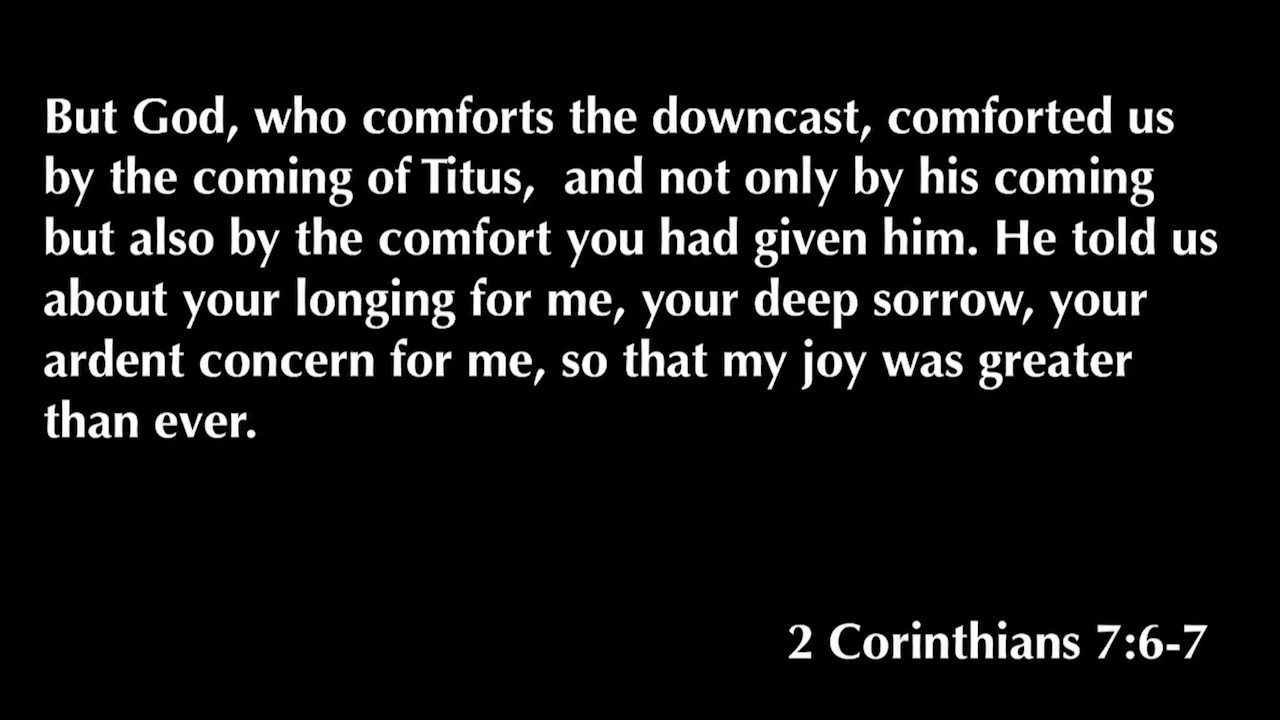 But God, who comforts the downcast, comforted us
by the coming of Titus,  and not only by his coming
but also by the comfort you had given him. He told us
about your longing for me, your deep sorrow, your
ardent concern for me, so that my joy was greater
than ever.
2 Corinthians 7:6-7